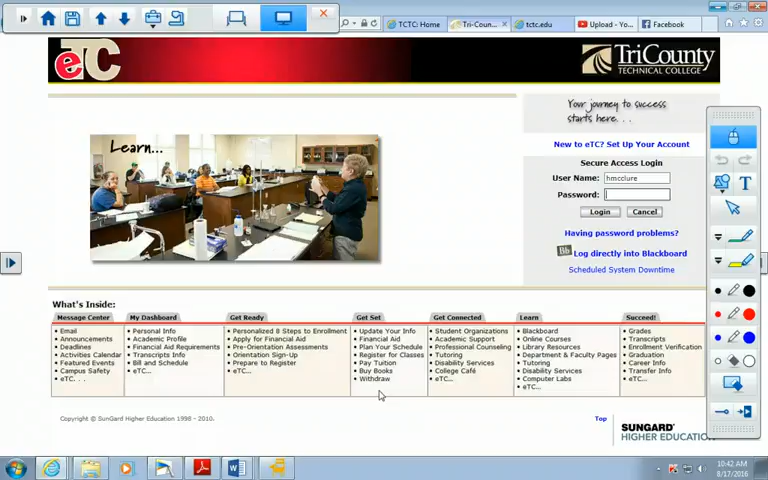 TCTC: Home
Tri-Coun...
tctc.edu
Upload - Yo...
Facebook
eTC
TriCounty
TECHNICAL COLLEGE
Your journey to success
starts here. . .
Learn...
New to eTC? Set Up Your Account
Secure Access Login
User Name:
hmcclure
Password:
Login
Cancel
Having password problems?
Bb
Log directly into Blackboard
Scheduled System Downtime
T
What's Inside:
Message Center
Email
Announcements
Deadlines
Activities Calendar
Featured Events
Campus Safety
eTC. . .
My Dashboard
Personal Info
Academic Profile
Financial Aid Requirements
Transcripts Info
Bill and Schedule
eTC...
Get Ready
Personalized 8 Steps to Enrollment
Apply for Financial Aid
Pre-Orientation Assessments
Orientation Sign-Up
Prepare to Register
eTC...
Get Set
Update Your Info
Financial Aid
Plan Your Schedule
Register for Classes
Pay Tuition
Buy Books
Withdraw
Get Connected
Student Organizations
Academic Support
Professional Counseling
Tutoring
Disability Services
College Café
eTC...
Learn
Blackboard
Online Courses
Library Resources
Department & Faculty Pages
Tutoring
Disability Services
Computer Labs
eTC...
Succeed!
Grades
Transcripts
Enrollment Verification
Graduation
Career Info
Transfer Info
eTC...
Copyright © SunGard Higher Education 1998 - 2010.
Top
SUNGARD
HIGHER EDUCATION
10:42 AM
8/17/2016